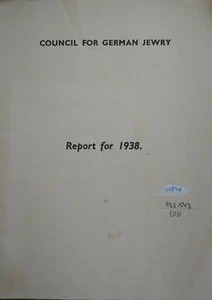 COUNCIL FOR GERMAN JEWRY
Report for 1938.